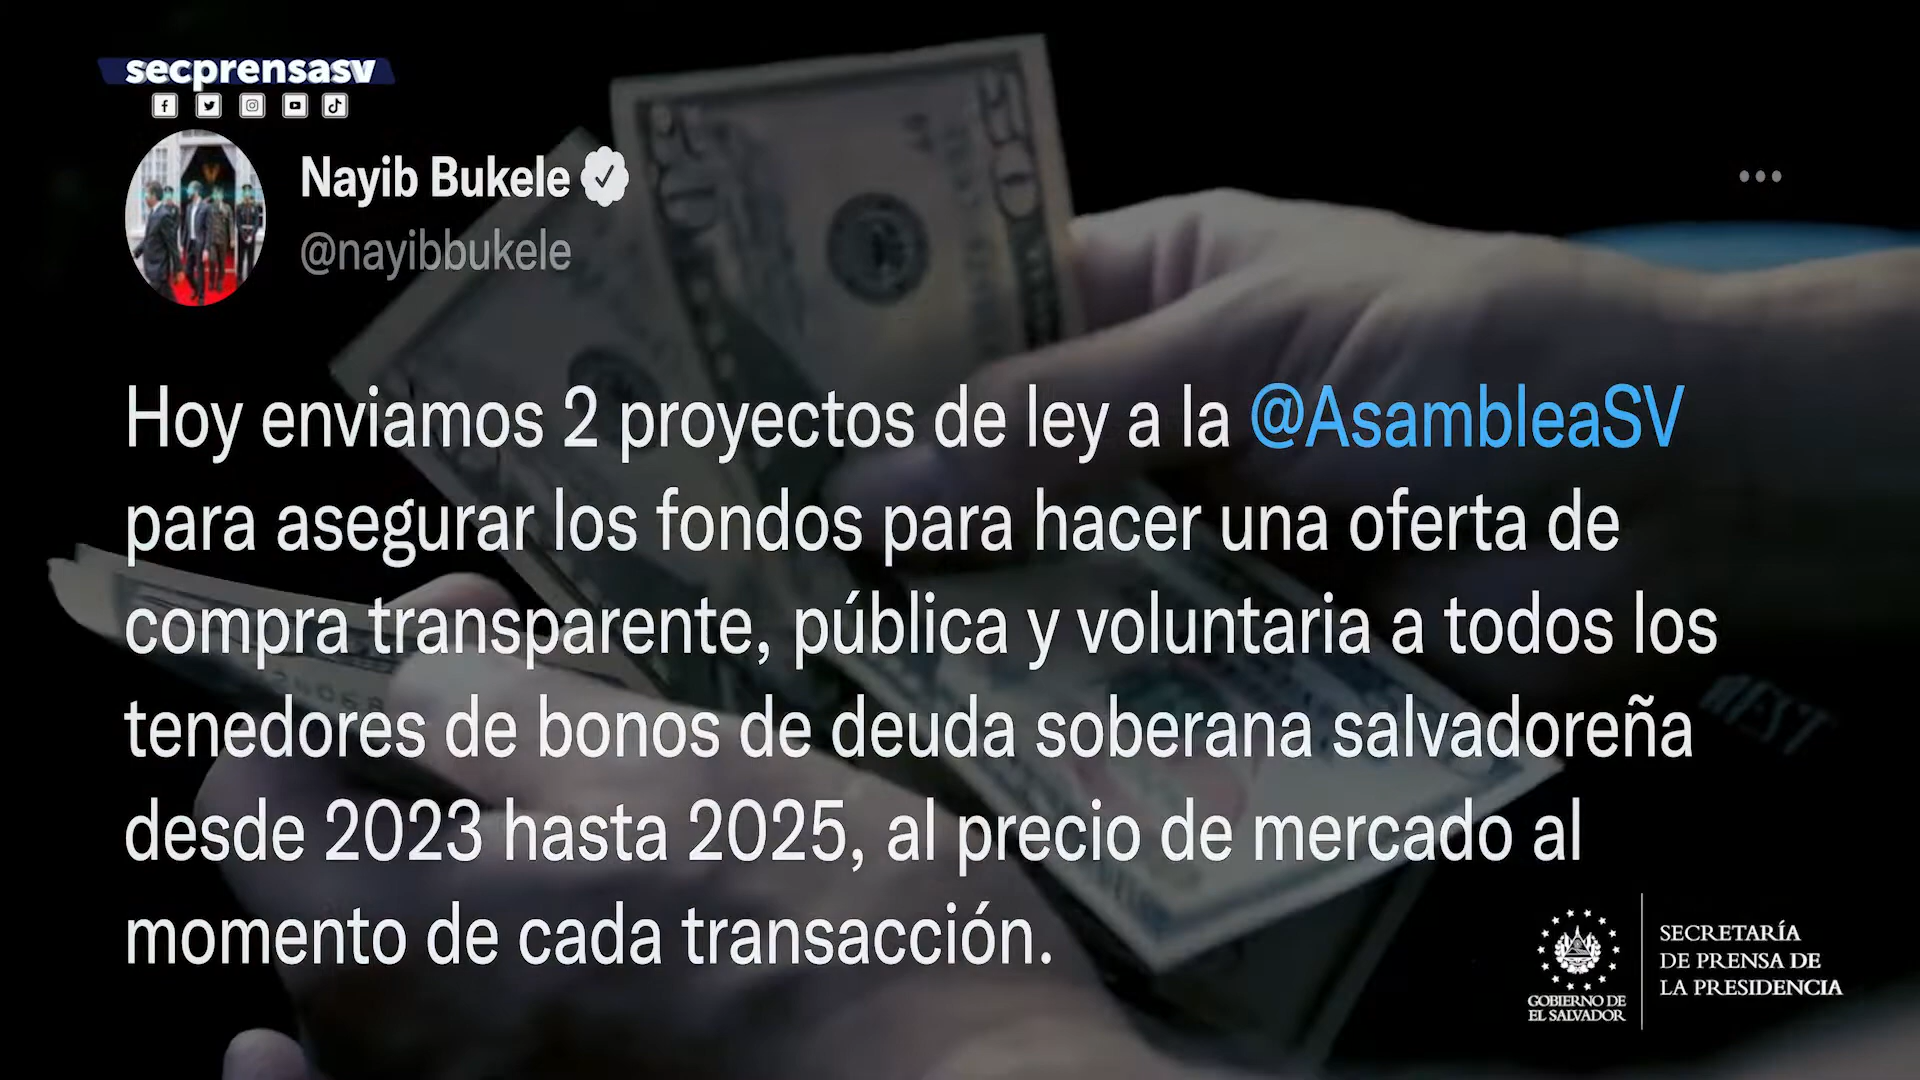 secprensasv
Nayib Bukele
@nayibbukele
Hoy enviamos 2 proyectos de ley a la @AsambleaSV
para asegurar los fondos para hacer una oferta de
compra transparente, pública y voluntaria a todos los
tenedores de bonos de deuda soberana salvadoreña
desde 2023 hasta 2025, al precio de mercado al
momento de cada transacción.
GOBIERNO DE
EL SALVADOR
SECRETARÍA
DE PRENSA DE
LA PRESIDENCIA